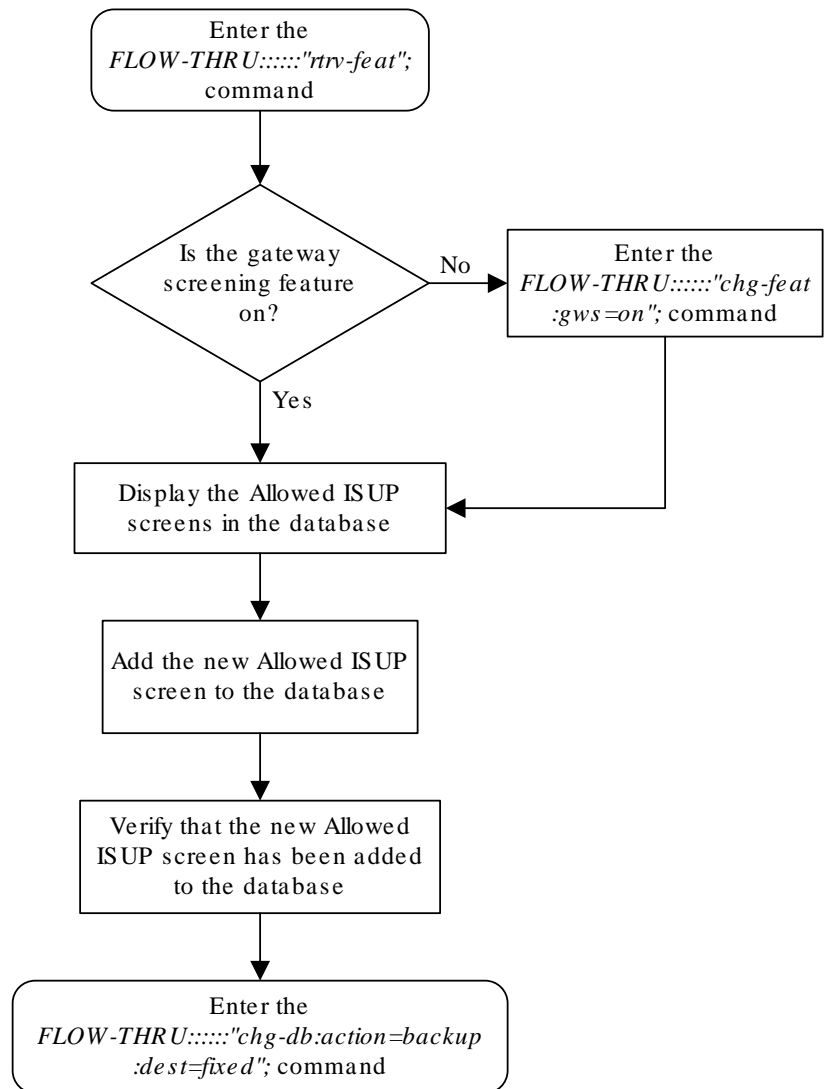 Enter the
FLOW-THRU::::::"rtrv-feat";
command
Is the gateway
screening feature
on?
No
Enter the
FLOW-THRU::::::"chg-feat
:gws=on"; command
Yes
Display the Allowed ISUP
screens in the database
Add the new Allowed ISUP
screen to the database
Verify that the new Allowed
ISUP screen has been added
to the database
Enter the
FLOW-THRU::::::"chg-db:action=backup
:dest=fixed"; command